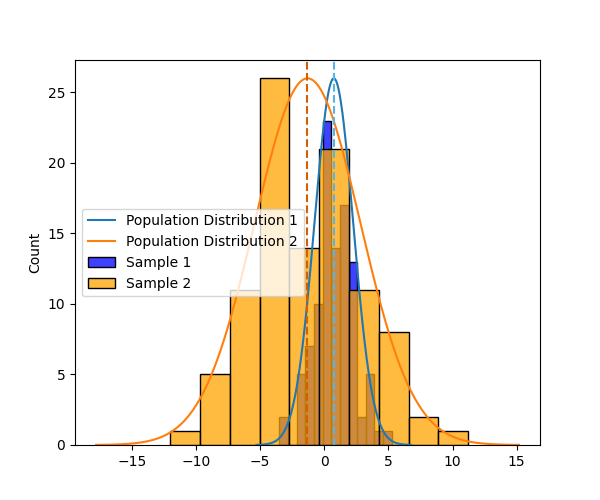 25
20
15
10
5
0
Count
Population Distribution 1
Population Distribution 2
Sample 1
Sample 2
−15 −10 −5 0 5 10 15